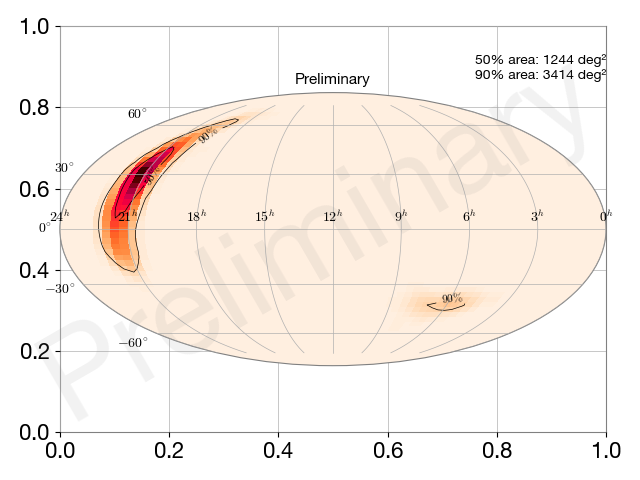 1.0
50% area: 1244 deg²
90% area: 3414 deg²
Preliminary
0.8
60°
90%
30°
0.6
24h 21h 18h 15h 12h 9h 6h 3h 0h
0°
0.4
−30°
90%
−60°
0.2
Preliminary
0.0
0.0 0.2 0.4 0.6 0.8 1.0